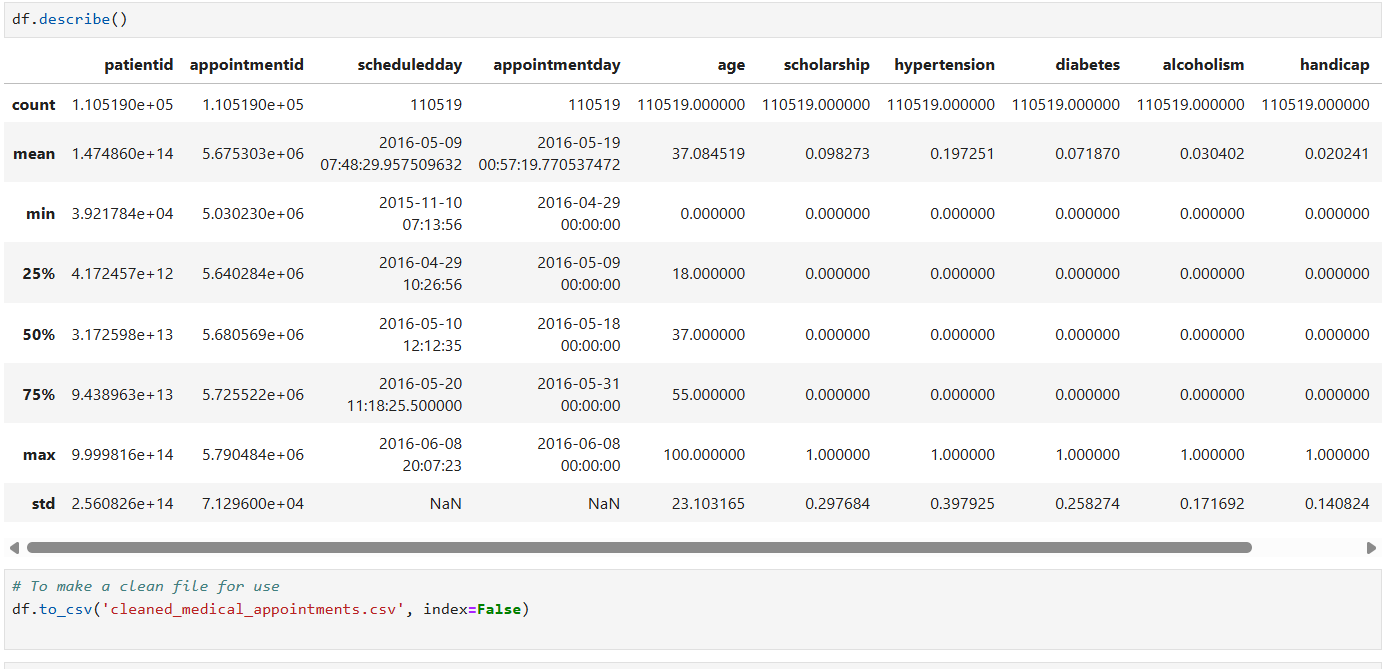 df.describe()
patientid appointmentid scheduledday appointmentday age scholarship hypertension diabetes alcoholism handicap
count 1.105190e+05 1.105190e+05 110519 110519 110519.000000 110519.000000 110519.000000 110519.000000 110519.000000 110519.000000
mean 1.474860e+14 5.675303e+06 2016-05-09 07:48:29.957509632 2016-05-19 00:57:19.770537472 37.084519 0.098273 0.197251 0.071870 0.030402 0.020241
min 3.921784e+04 5.030230e+06 2015-11-10 07:13:56 2016-04-29 00:00:00 0.000000 0.000000 0.000000 0.000000 0.000000 0.000000
25% 4.172457e+12 5.640284e+06 2016-04-29 10:26:56 2016-05-09 00:00:00 18.000000 0.000000 0.000000 0.000000 0.000000 0.000000
50% 3.172598e+13 5.680569e+06 2016-05-10 12:12:35 2016-05-18 00:00:00 37.000000 0.000000 0.000000 0.000000 0.000000 0.000000
75% 9.438963e+13 5.725522e+06 2016-05-20 11:18:25.500000 2016-05-31 00:00:00 55.000000 0.000000 0.000000 0.000000 0.000000 0.000000
max 9.999816e+14 5.790484e+06 2016-06-08 20:07:23 2016-06-08 00:00:00 100.000000 1.000000 1.000000 1.000000 1.000000 1.000000
std 2.560826e+14 7.129600e+04 NaN NaN 23.103165 0.297684 0.397925 0.258274 0.171692 0.140824
# To make a clean file for use
df.to_csv('cleaned_medical_appointments.csv', index=False)